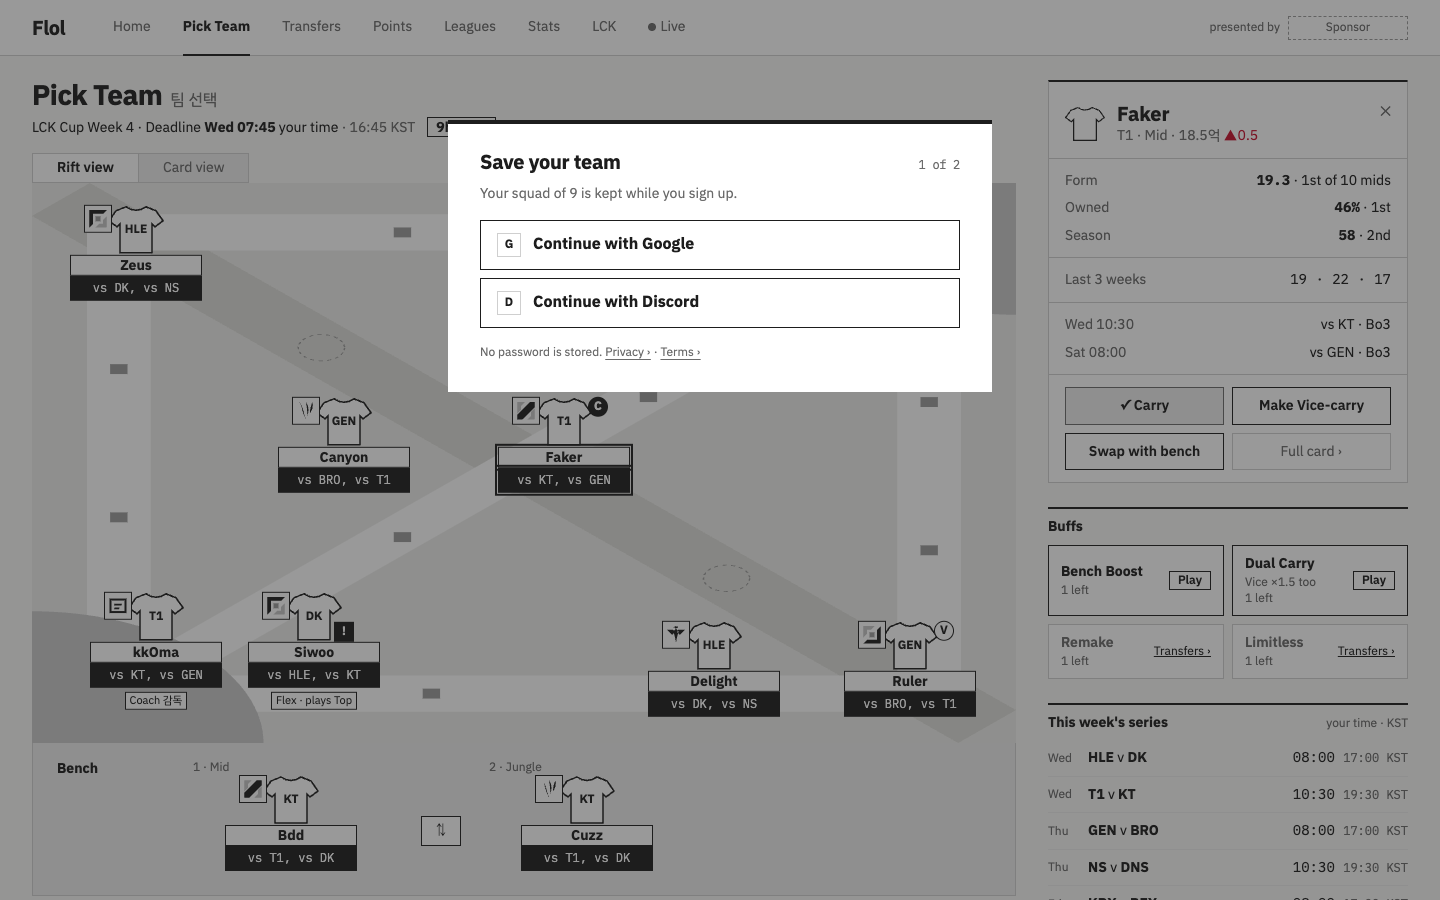 Flol
Home
Pick Team
Transfers
Points
Leagues
Stats
LCK
Live
presented by
Sponsor
Pick Team 팀 선택
LCK Cup Week 4 · Deadline Wed 07:45 your time · 16:45 KST
Rift view
Card view
Save your team
1 of 2
Your squad of 9 is kept while you sign up.
G Continue with Google
D Continue with Discord
No password is stored. Privacy › · Terms ›
HLE
Zeus
vs DK, vs NS
GEN
Canyon
vs BRO, vs T1
T1
C
Faker
vs KT, vs GEN
T1
kkOma
vs KT, vs GEN
Coach 감독
DK
!
Siwoo
vs HLE, vs KT
Flex · plays Top
HLE
Delight
vs DK, vs NS
GEN
V
Ruler
vs BRO, vs T1
Bench
1 · Mid
KT
Bdd
vs T1, vs DK
⇅
2 · Jungle
KT
Cuzz
vs T1, vs DK
Faker
×
T1 · Mid · 18.5억 ▲0.5
Form 19.3 · 1st of 10 mids
Owned 46% · 1st
Season 58 · 2nd
Last 3 weeks 19 · 22 · 17
Wed 10:30 vs KT · Bo3
Sat 08:00 vs GEN · Bo3
✓ Carry
Make Vice-carry
Swap with bench
Full card ›
Buffs
Bench Boost
1 left
Play
Dual Carry
Vice ×1.5 too
1 left
Play
Remake
1 left
Transfers ›
Limitless
1 left
Transfers ›
This week's series
your time · KST
Wed HLE v DK 08:00 17:00 KST
Wed T1 v KT 10:30 19:30 KST
Thu GEN v BRO 08:00 17:00 KST
Thu NS v DNS 10:30 19:30 KST